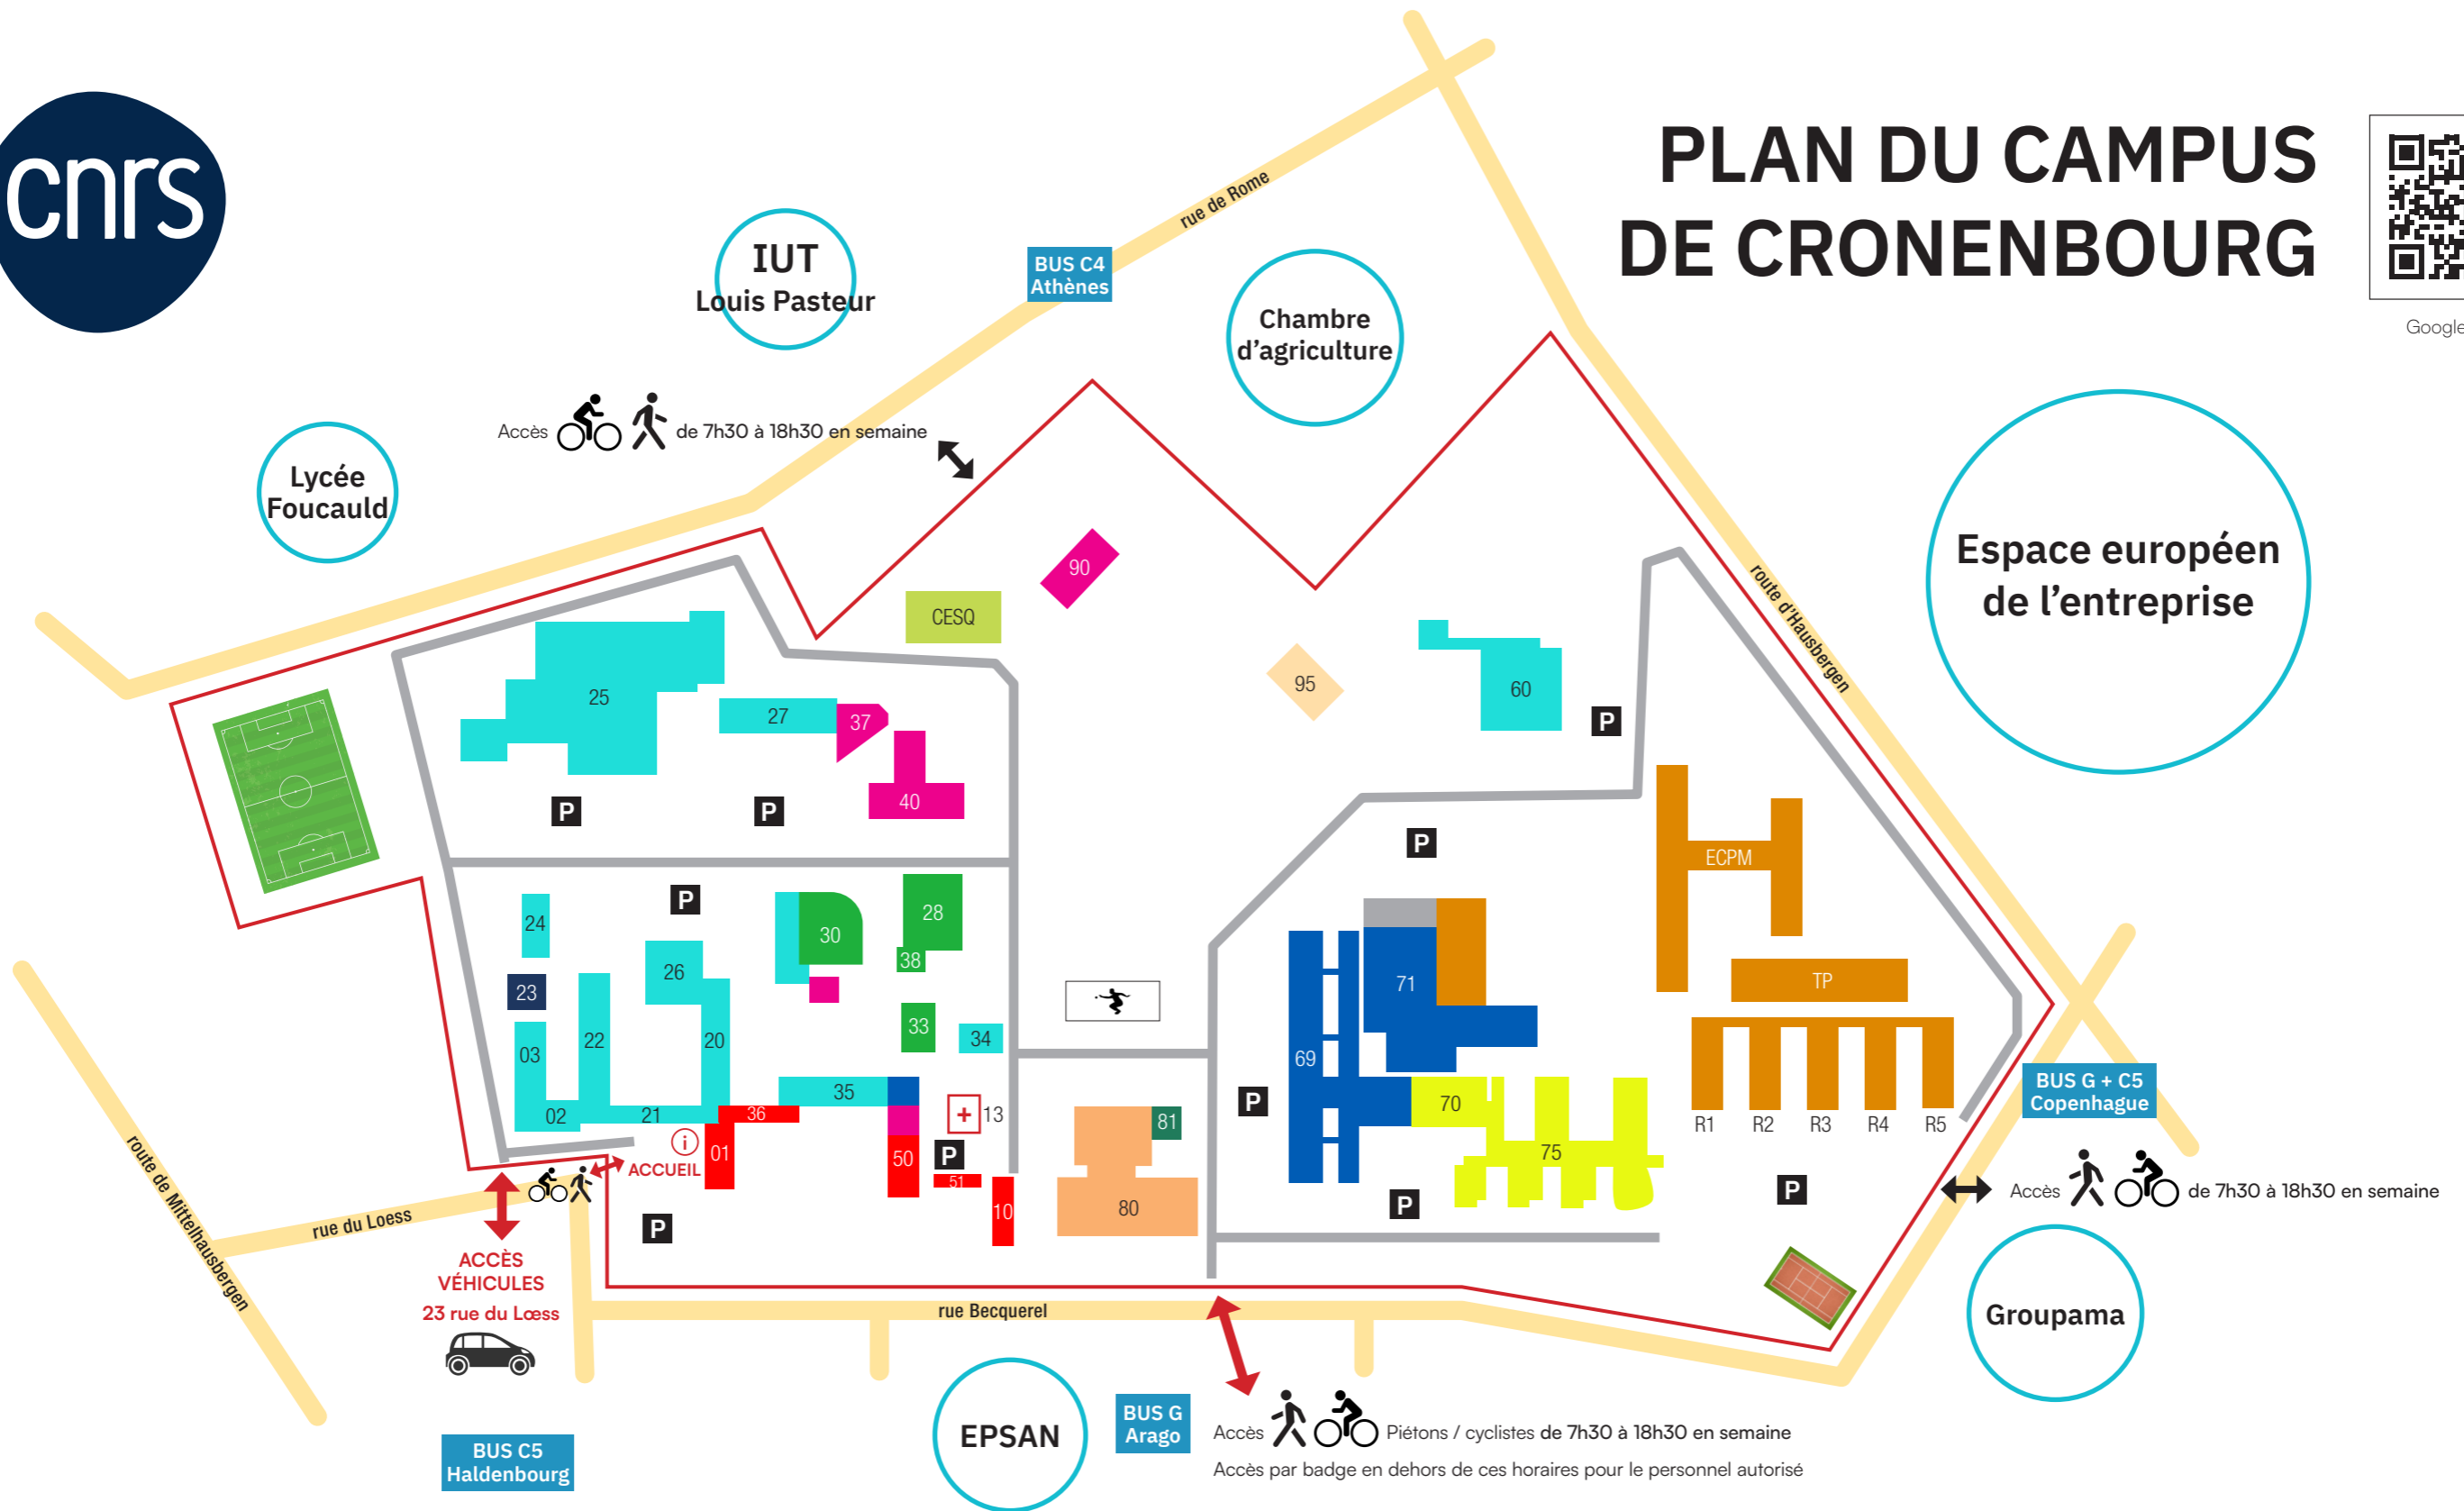 cnrs
PLAN DU CAMPUS
DE CRONENBOURG
Google
IUT
Louis Pasteur
BUS C4
Athènes
rue de Rome
Chambre
d'agriculture
Lycée
Foucauld
Accès de 7h30 à 18h30 en semaine
Espace européen
de l'entreprise
route d'Hausbergen
90
CESQ
95
60
P
25
27
37
40
P
P
P
ECPM
24
P
30
28
38
26
23
71
TP
03
22
20
33
34
69
35
02
21
36
13
81
P
70
R1
R2
R3
R4
R5
BUS G + C5
Copenhague
i
ACCUEIL
01
50
P
51
75
10
80
P
P
P
Accès de 7h30 à 18h30 en semaine
route de Mittelhausbergen
rue du Loess
ACCÈS
VÉHICULES
23 rue du Lœss
rue Becquerel
Groupama
BUS C5
Haldenbourg
EPSAN
BUS G
Arago
Accès Piétons / cyclistes de 7h30 à 18h30 en semaine
Accès par badge en dehors de ces horaires pour le personnel autorisé